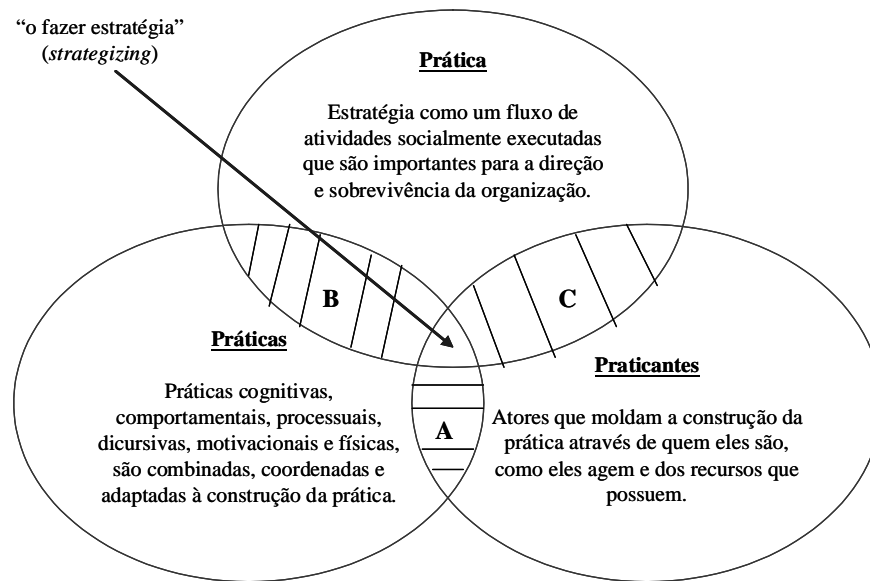 “o fazer estratégia”
(strategizing)
Prática
Estratégia como um fluxo de
atividades socialmente executadas
que são importantes para a direção
e sobrevivência da organização.
B
C
Práticas
Práticas cognitivas,
comportamentais, processuais,
dicursivas, motivacionais e físicas,
são combinadas, coordenadas e
adaptadas à construção da prática.
A
Praticantes
Atores que moldam a construção da
prática através de quem eles são,
como eles agem e dos recursos que
possuem.